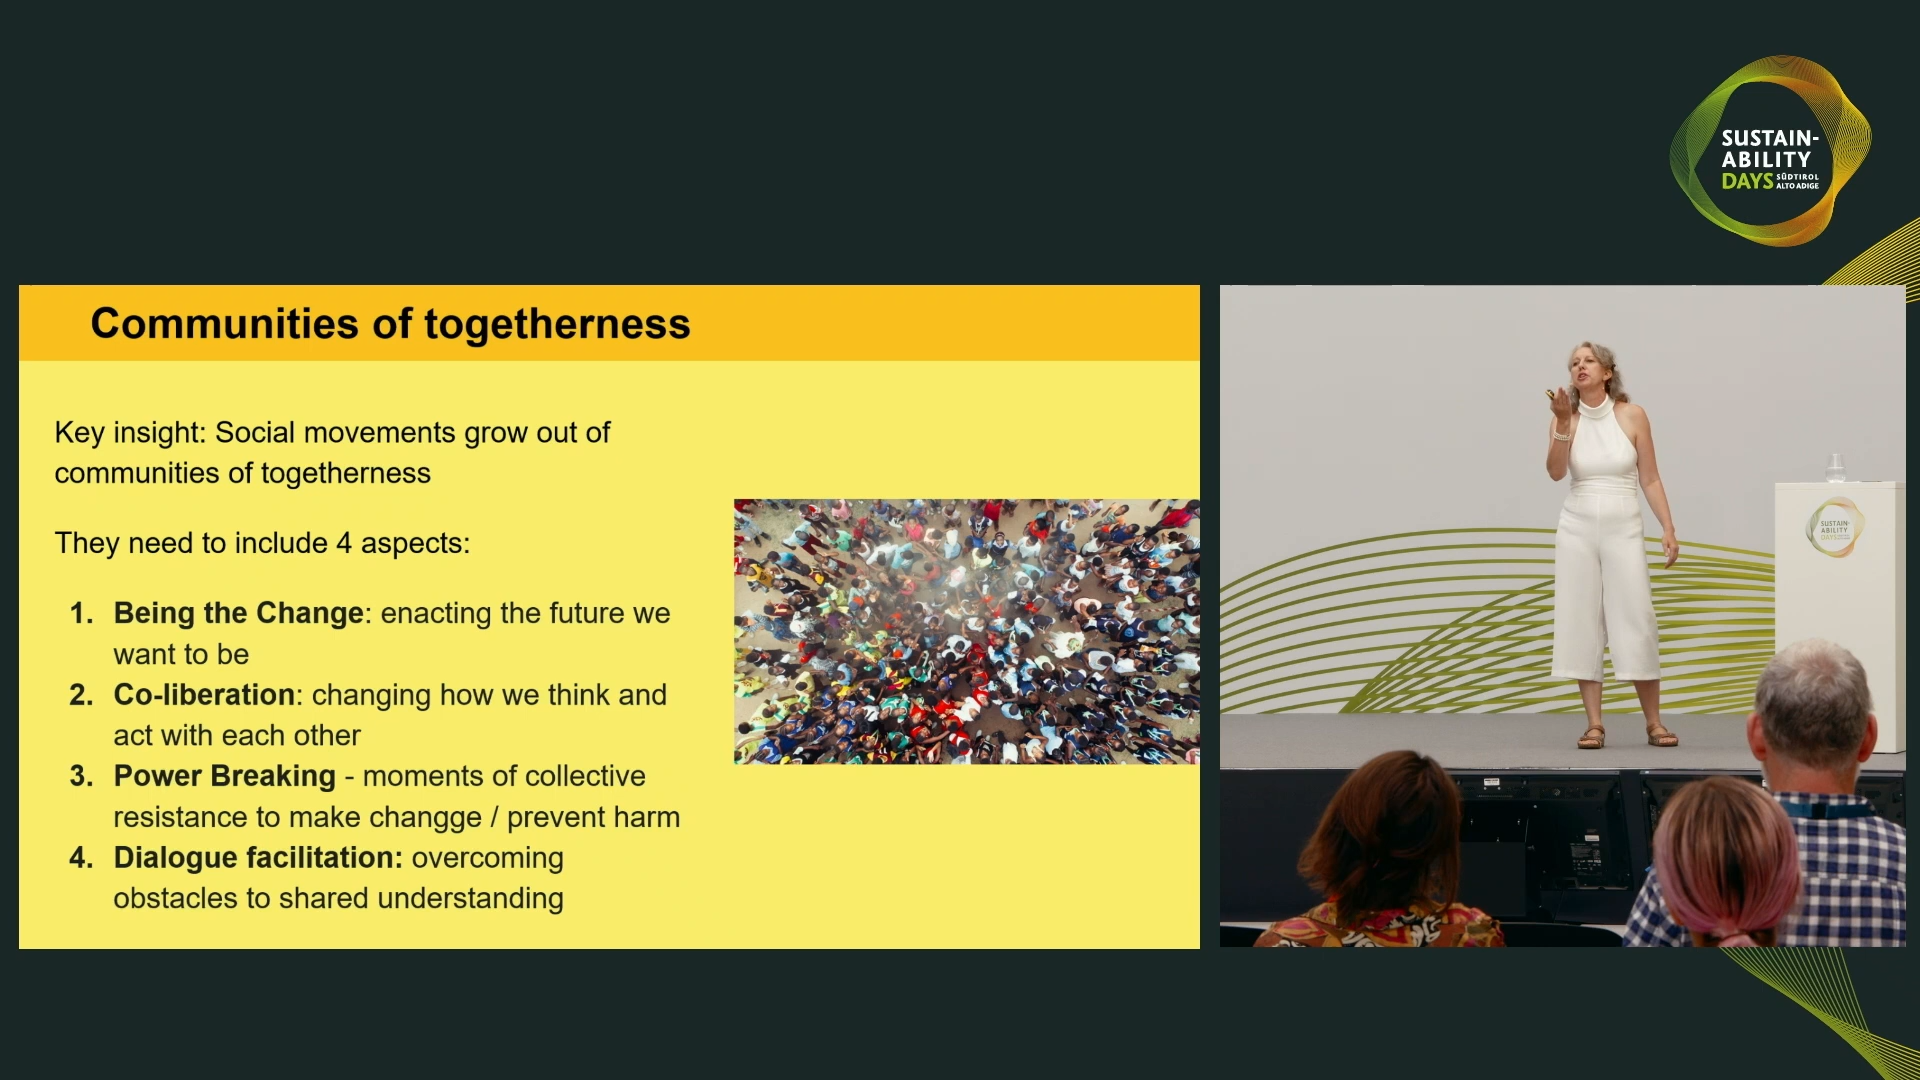 SUSTAIN-
ABILITY
DAYS SÜDTIROL
ALTO ADIGE
Communities of togetherness
Key insight: Social movements grow out of
communities of togetherness
They need to include 4 aspects:
1. Being the Change: enacting the future we
want to be
2. Co-liberation: changing how we think and
act with each other
3. Power Breaking - moments of collective
resistance to make changge / prevent harm
4. Dialogue facilitation: overcoming
obstacles to shared understanding
SUSTAIN-
ABILITY
DAYS